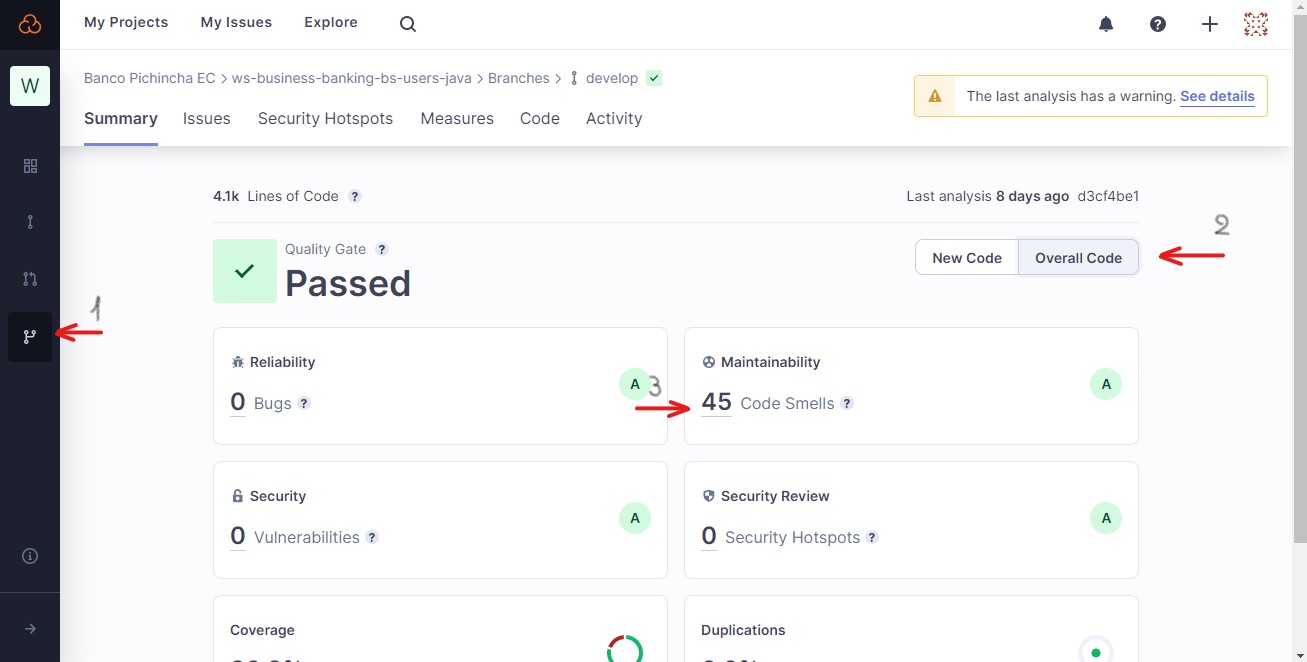 My Projects My Issues Explore
W
Banco Pichincha EC > ws-business-banking-bs-users-java > Branches > develop
The last analysis has a warning. See details
Summary Issues Security Hotspots Measures Code Activity
4.1k Lines of Code ?
Last analysis 8 days ago d3cf4be1
2
Quality Gate ?
Passed
New Code Overall Code
1
Reliability
0 Bugs ?
A
3
Maintainability
45 Code Smells ?
A
Security
0 Vulnerabilities ?
A
Security Review
0 Security Hotspots ?
A
Coverage
Duplications